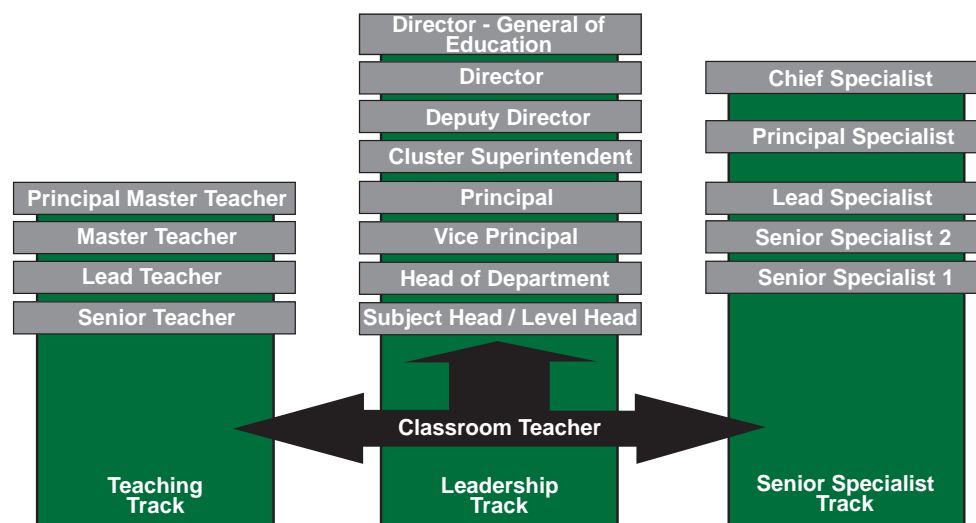 Principal Master Teacher
Master Teacher
Lead Teacher
Senior Teacher
Teaching
Track
Director - General of
Education
Director
Deputy Director
Cluster Superintendent
Principal
Vice Principal
Head of Department
Subject Head / Level Head
Classroom Teacher
Leadership
Track
Chief Specialist
Principal Specialist
Lead Specialist
Senior Specialist 2
Senior Specialist 1
Senior Specialist
Track